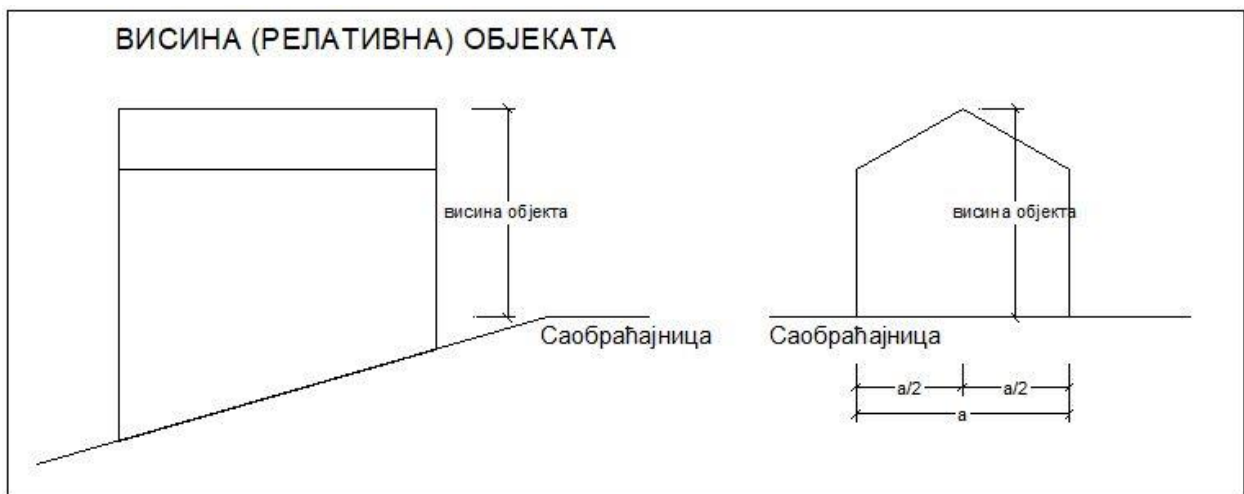 ВИСИНА (РЕЛАТИВНА) ОБЈЕКАТА
висина објекта
Саобраћајница
висина објекта
Саобраћајница
а/2
а/2
а